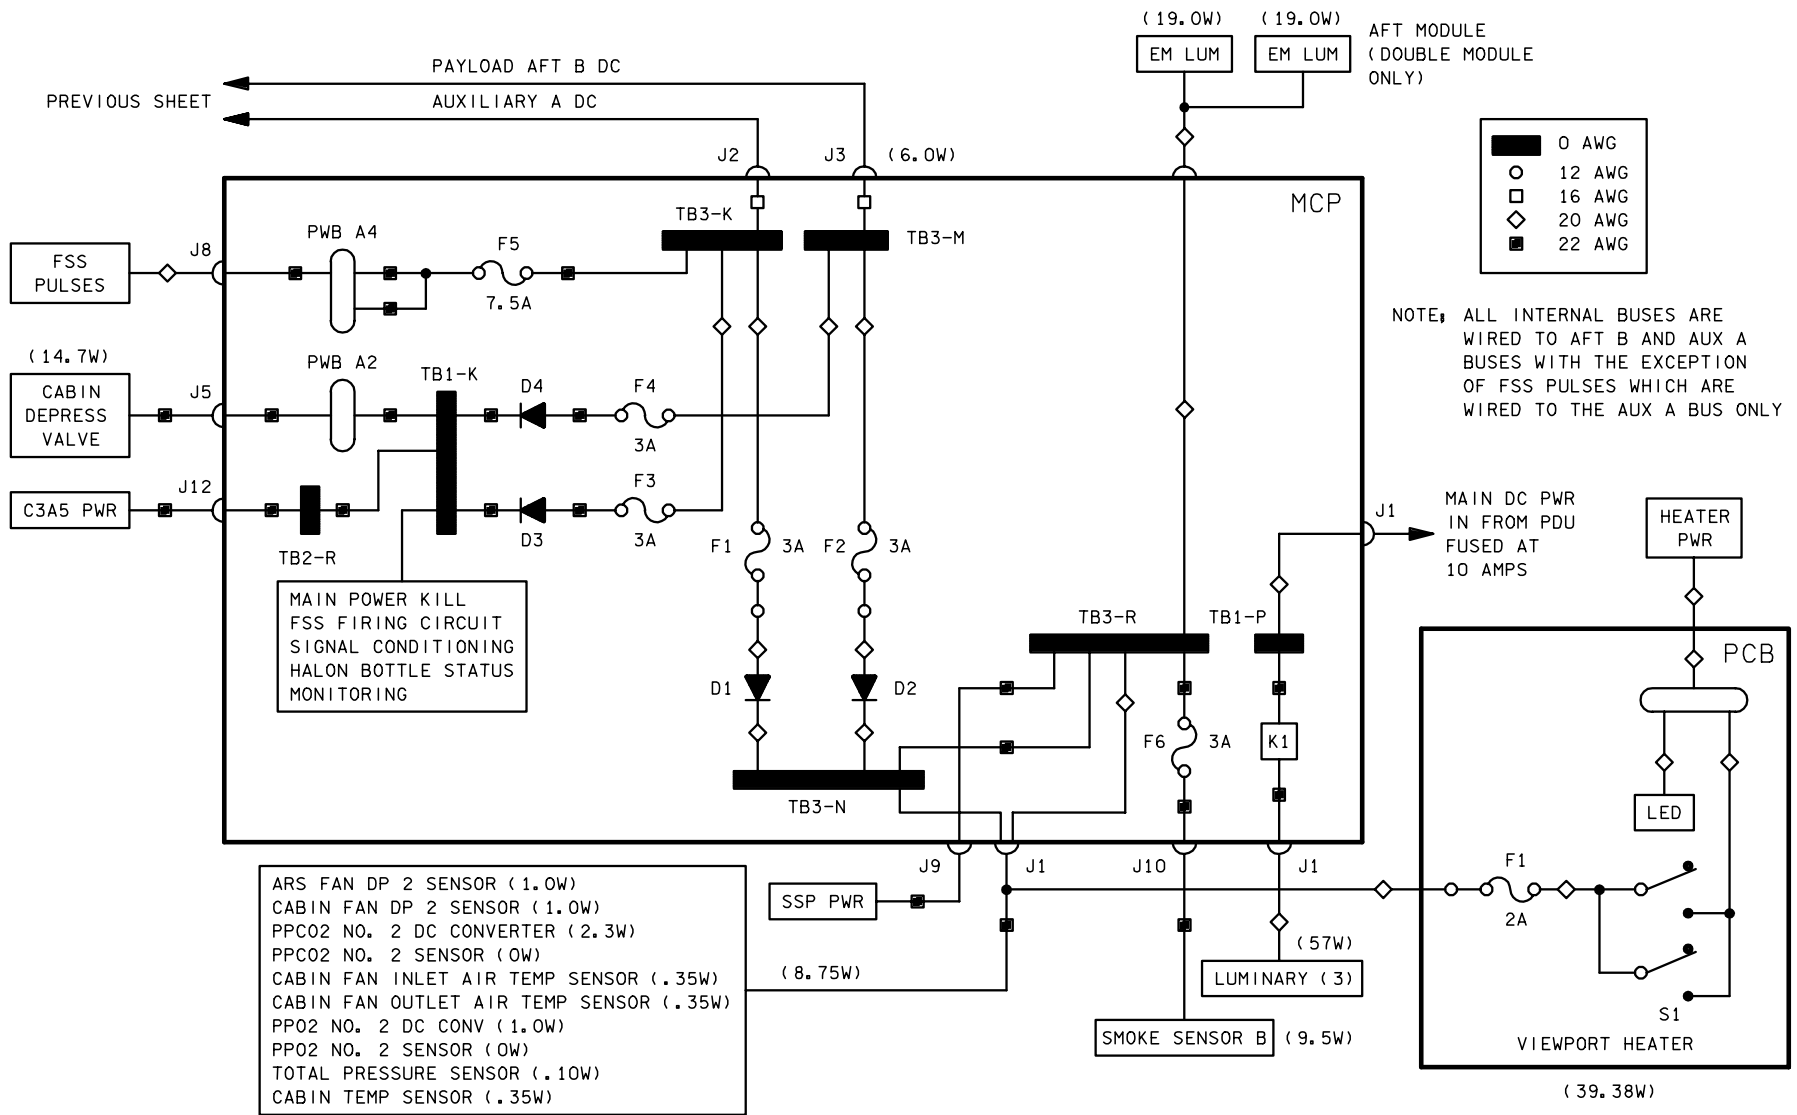 (19.0W)
(19.0W)
EM LUM
EM LUM
AFT MODULE
(DOUBLE MODULE
ONLY)
PREVIOUS SHEET
PAYLOAD AFT B DC
AUXILIARY A DC
J2
J3
(6.0W)
0 AWG
12 AWG
16 AWG
20 AWG
22 AWG
MCP
TB3-K
TB3-M
PWB A4
F5
7.5A
J8
FSS
PULSES
NOTE: ALL INTERNAL BUSES ARE
WIRED TO AFT B AND AUX A
BUSES WITH THE EXCEPTION
OF FSS PULSES WHICH ARE
WIRED TO THE AUX A BUS ONLY
(14.7W)
CABIN
DEPRESS
VALVE
J5
PWB A2
TB1-K
D4
F4
3A
C3A5 PWR
J12
TB2-R
D3
F3
3A
MAIN POWER KILL
FSS FIRING CIRCUIT
SIGNAL CONDITIONING
HALON BOTTLE STATUS
MONITORING
F1
3A
F2
3A
D1
D2
TB3-N
TB3-R
TB1-P
F6
3A
K1
J1
MAIN DC PWR
IN FROM PDU
FUSED AT
10 AMPS
HEATER
PWR
PCB
LED
F1
2A
S1
VIEWPORT HEATER
(39.38W)
J9
J1
J10
J1
SSP PWR
(57W)
LUMINARY (3)
SMOKE SENSOR B
(9.5W)
(8.75W)
ARS FAN DP 2 SENSOR (1.0W)
CABIN FAN DP 2 SENSOR (1.0W)
PPCO2 NO. 2 DC CONVERTER (2.3W)
PPCO2 NO. 2 SENSOR (0W)
CABIN FAN INLET AIR TEMP SENSOR (.35W)
CABIN FAN OUTLET AIR TEMP SENSOR (.35W)
PPO2 NO. 2 DC CONV (1.0W)
PPO2 NO. 2 SENSOR (0W)
TOTAL PRESSURE SENSOR (.10W)
CABIN TEMP SENSOR (.35W)